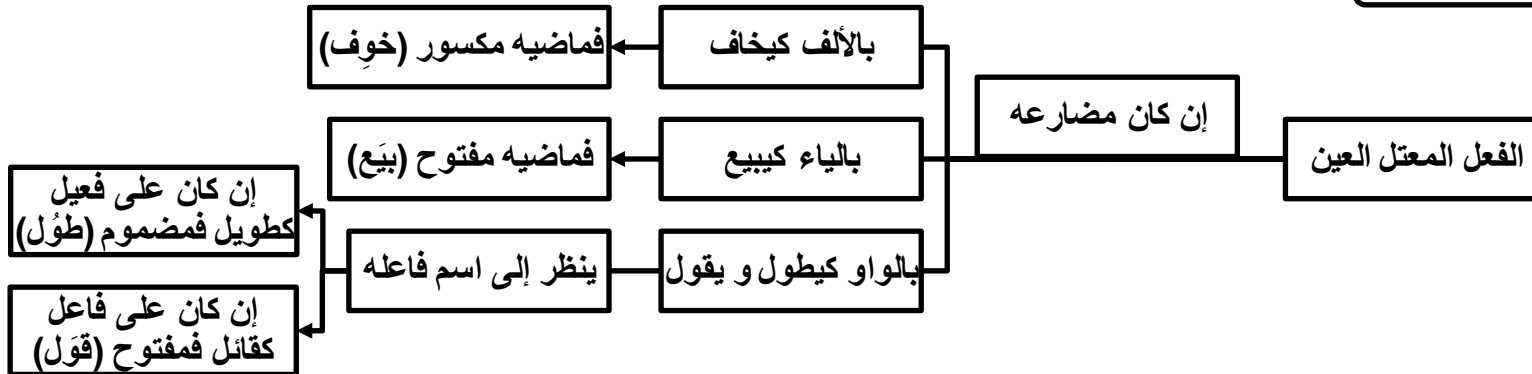 الفعل المعتل العين
إن كان مضارعه
بالألف كيخاف
فماضيه مكسور (خوِف)
بالياء كيبيع
فماضيه مفتوح (بيَع)
بالواو كيطول و يقول
ينظر إلى اسم فاعله
إن كان على فعيل
كطويل فمضموم (طوُل)
إن كان على فاعل
كقائل فمفتوح (قوَل)